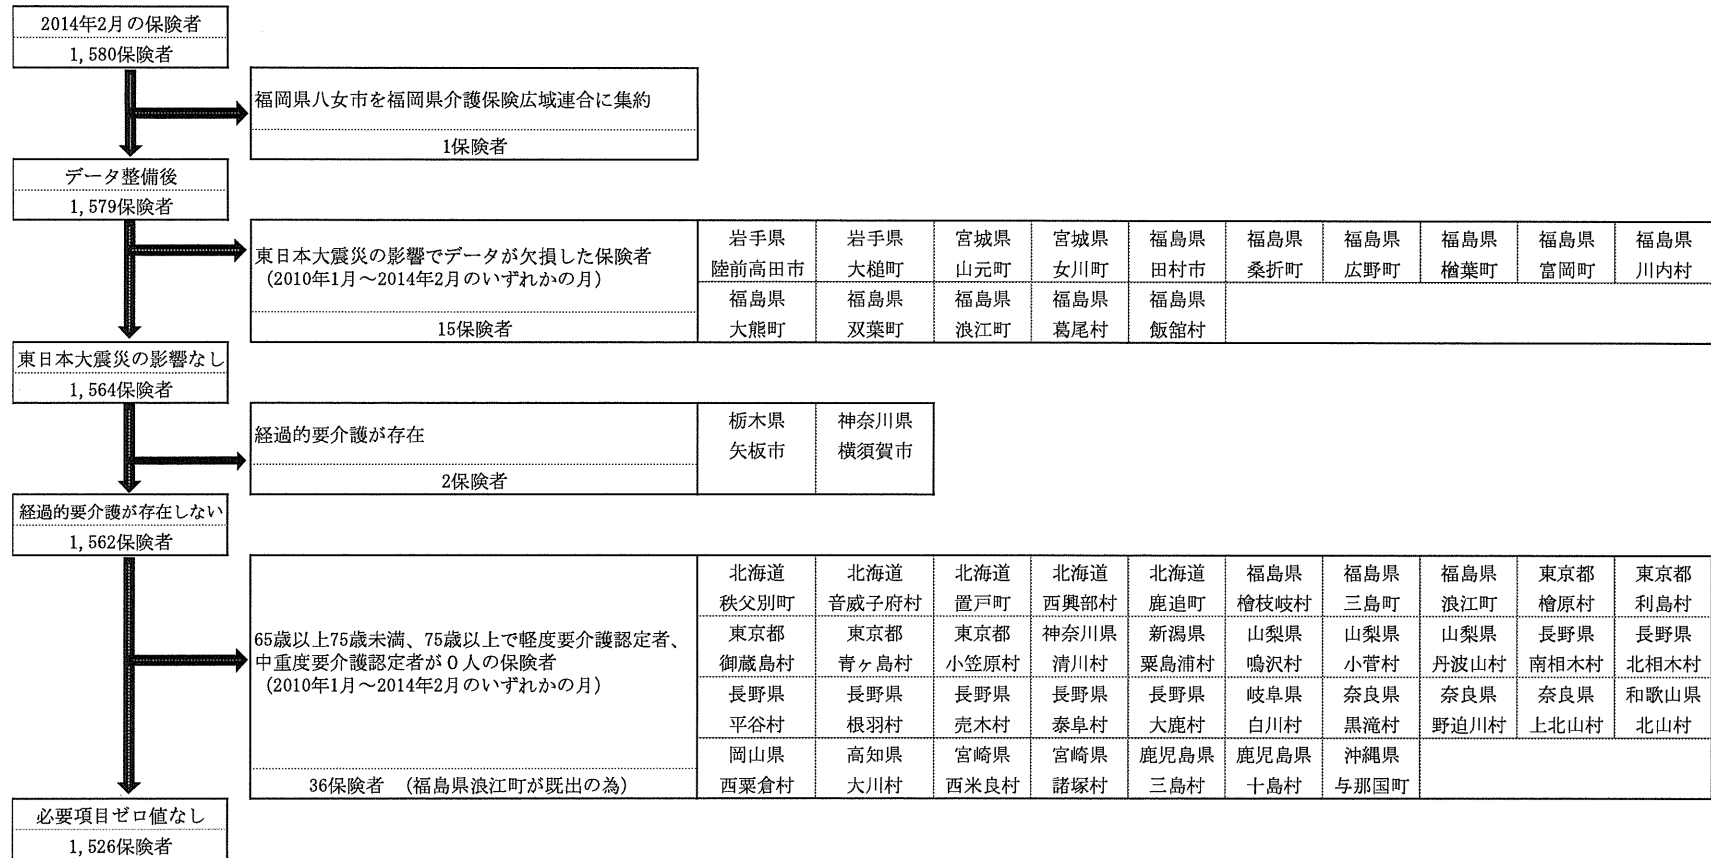 2014年2月の保険者
1,580保険者
福岡県八女市を福岡県介護保険広域連合に集約
1保険者
データ整備後
1,579保険者
東日本大震災の影響でデータが欠損した保険者
(2010年1月～2014年2月のいずれかの月)
15保険者
岩手県 岩手県 宮城県 宮城県 福島県 福島県 福島県 福島県 福島県 福島県
陸前高田市 大槌町 山元町 女川町 田村市 桑折町 広野町 楢葉町 富岡町 川内村
福島県 福島県 福島県 福島県 福島県
大熊町 双葉町 浪江町 葛尾村 飯舘村
東日本大震災の影響なし
1,564保険者
経過的要介護が存在
2保険者
栃木県 神奈川県
矢板市 横須賀市
経過的要介護が存在しない
1,562保険者
65歳以上75歳未満、75歳以上で軽度要介護認定者、
中重度要介護認定者が０人の保険者
(2010年1月～2014年2月のいずれかの月)
36保険者 (福島県浪江町が既出の為)
北海道 北海道 北海道 北海道 北海道 福島県 福島県 福島県 東京都 東京都
秩父別町 音威子府村 置戸町 西興部村 鹿追町 檜枝岐村 三島町 浪江町 檜原村 利島村
東京都 東京都 東京都 神奈川県 新潟県 山梨県 山梨県 山梨県 長野県 長野県
御蔵島村 青ヶ島村 小笠原村 清川村 粟島浦村 鳴沢村 小菅村 丹波山村 南相木村 北相木村
長野県 長野県 長野県 長野県 長野県 岐阜県 奈良県 奈良県 奈良県 和歌山県
平谷村 根羽村 売木村 泰阜村 大鹿村 白川村 黒滝村 野迫川村 上北山村 北山村
岡山県 高知県 宮崎県 宮崎県 鹿児島県 鹿児島県 沖縄県
西粟倉村 大川村 西米良村 諸塚村 三島村 十島村 与那国町
必要項目ゼロ値なし
1,526保険者